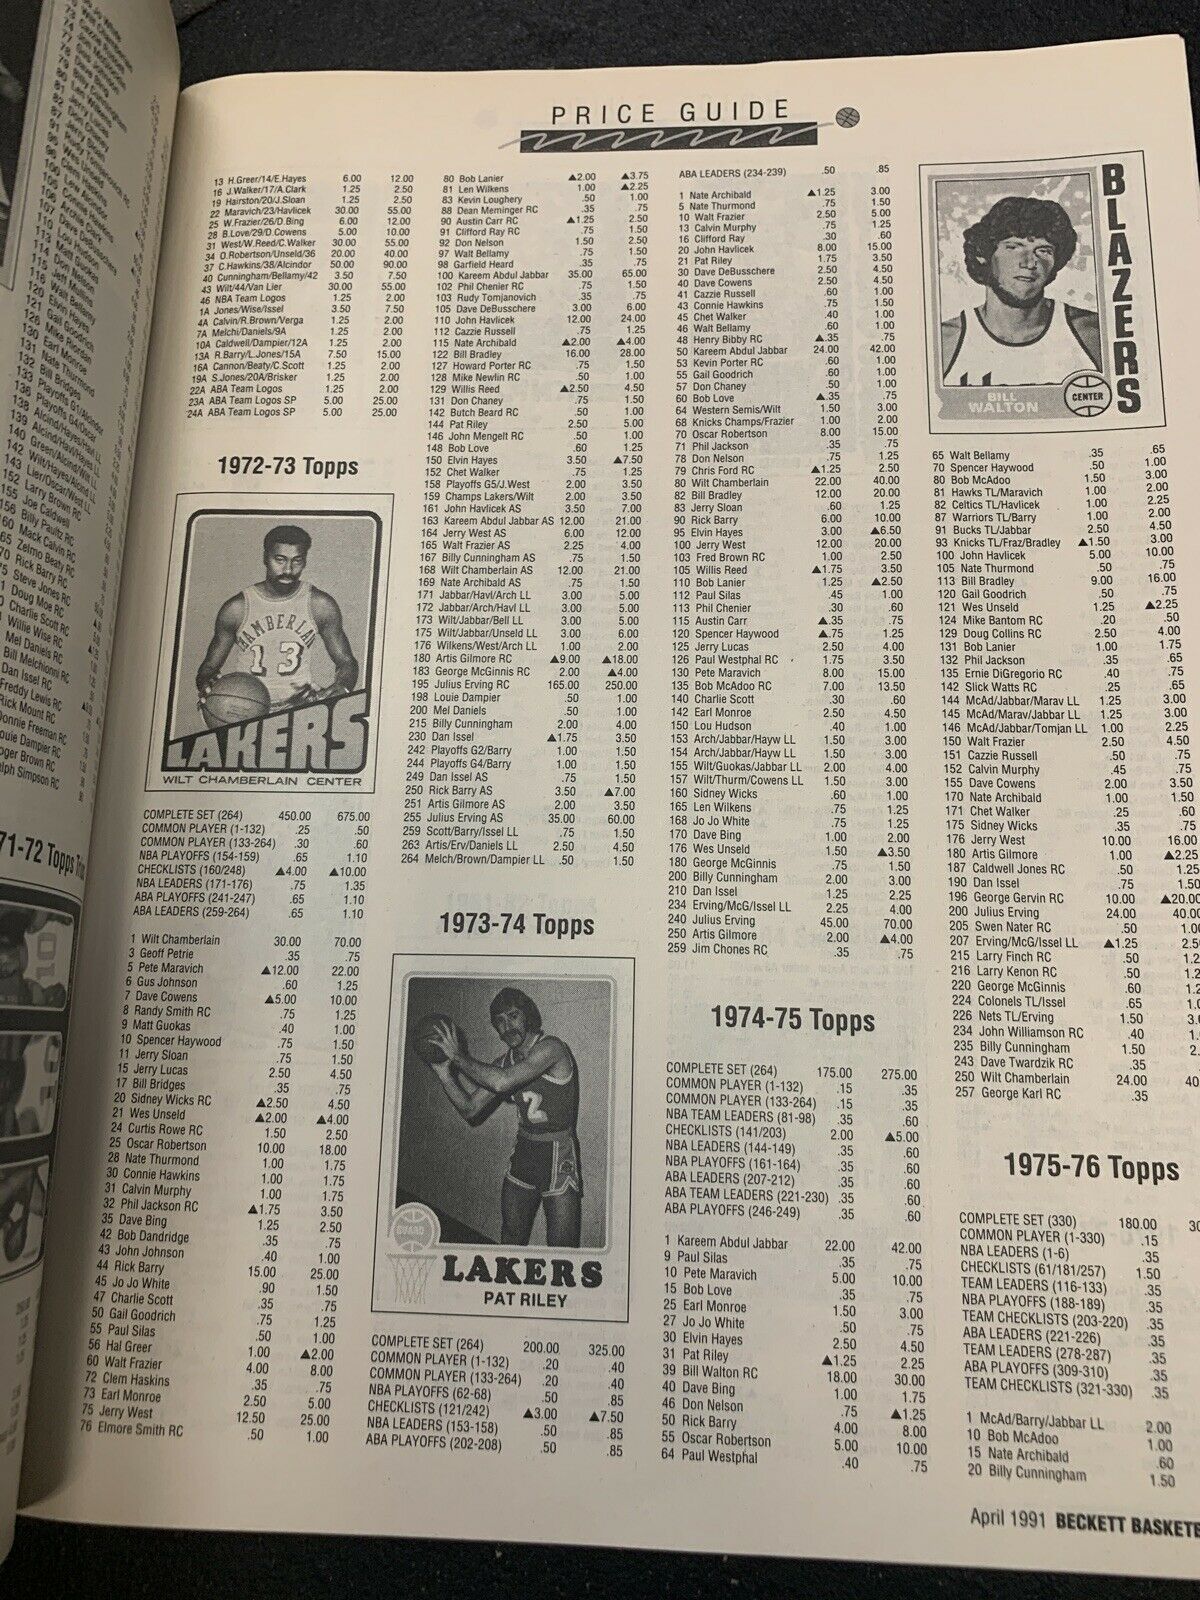 PRICE GUIDE
13 H.Greer/14/E.Hayes 6.00 12.00
16 J.Walker/17/A.Clark 1.25 2.50
19 Hairston/20/J.Sloan 1.25 2.50
22 Maravich/23/Havlicek 30.00 55.00
25 W.Frazier/26/D.Bing 6.00 12.00
28 B.Love/29/D.Cowens 5.00 10.00
31 West/W.Reed/C.Walker 30.00 55.00
34 O.Robertson/Unseld/36 20.00 40.00
37 C.Hawkins/38/Alcindor 50.00 90.00
40 Cunningham/Bellamy/42 3.50 7.50
43 Wilt/44/Van Lier 30.00 55.00
46 NBA Team Logos 1.25 2.00
1A Jones/Wise/Issel 3.50 7.50
4A Calvin/R.Brown/Verga 1.25 2.00
7A Melchi/Daniels/9A 1.25 2.00
10A Caldwell/Dampier/12A 1.25 2.00
13A R.Barry/L.Jones/15A 7.50 15.00
16A Cannon/Beaty/C.Scott 1.25 2.00
19A S.Jones/20A/Brisker 1.25 2.00
22A ABA Team Logos 1.25 2.00
23A ABA Team Logos SP 5.00 25.00
24A ABA Team Logos SP 5.00 25.00
1972-73 Topps
CHAMBERLAIN
13
LAKERS
WILT CHAMBERLAIN CENTER
COMPLETE SET (264) 450.00 675.00
COMMON PLAYER (1-132) .25 .50
COMMON PLAYER (133-264) .30 .60
NBA PLAYOFFS (154-159) .65 1.10
CHECKLISTS (160/248) ▲4.00 ▲10.00
NBA LEADERS (171-176) .75 1.35
ABA PLAYOFFS (241-247) .65 1.10
ABA LEADERS (259-264) .65 1.10
1 Wilt Chamberlain 30.00 70.00
3 Geoff Petrie .35 .75
5 Pete Maravich ▲12.00 22.00
6 Gus Johnson .60 1.25
7 Dave Cowens ▲5.00 10.00
8 Randy Smith RC .75 1.25
9 Matt Guokas .40 1.00
10 Spencer Haywood .75 1.50
11 Jerry Sloan .75 1.50
15 Jerry Lucas 2.50 4.50
17 Bill Bridges .35 .75
20 Sidney Wicks RC ▲2.50 4.50
21 Wes Unseld ▲2.00 ▲4.00
24 Curtis Rowe RC 1.50 2.50
25 Oscar Robertson 10.00 18.00
28 Nate Thurmond 1.00 1.75
30 Connie Hawkins 1.00 1.75
31 Calvin Murphy 1.00 1.75
32 Phil Jackson RC ▲1.75 3.50
35 Dave Bing 1.25 2.50
42 Bob Dandridge .35 .75
43 John Johnson .40 1.00
44 Rick Barry 15.00 25.00
45 Jo Jo White .90 1.50
47 Charlie Scott .35 .75
50 Gail Goodrich .75 1.25
55 Paul Silas .50 1.00
56 Hal Greer 1.00 ▲2.00
60 Walt Frazier 4.00 8.00
72 Clem Haskins .35 .75
73 Earl Monroe 2.50 5.00
75 Jerry West 12.50 25.00
76 Elmore Smith RC .50 1.00
80 Bob Lanier ▲2.00 ▲3.75
81 Len Wilkens 1.00 ▲2.25
83 Kevin Loughery .50 1.00
88 Dean Meminger RC .35 .75
90 Austin Carr RC ▲1.25 2.50
91 Clifford Ray RC .75 1.50
92 Don Nelson 1.50 2.50
97 Walt Bellamy .75 1.50
98 Garfield Heard .35 .75
100 Kareem Abdul Jabbar 35.00 65.00
102 Phil Chenier RC .75 1.50
103 Rudy Tomjanovich .35 .75
105 Dave DeBusschere 3.00 6.00
110 John Havlicek 12.00 24.00
112 Cazzie Russell .75 1.50
115 Nate Archibald ▲2.00 ▲4.00
122 Bill Bradley 16.00 28.00
127 Howard Porter RC .75 1.50
128 Mike Newlin RC .50 1.00
129 Willis Reed ▲2.50 4.50
131 Don Chaney .75 1.50
142 Butch Beard RC .50 1.00
144 Pat Riley 2.50 5.00
146 John Mengelt RC .50 1.00
148 Bob Love .60 1.25
150 Elvin Hayes 3.50 ▲7.50
152 Chet Walker .75 1.25
158 Playoffs G5/J.West 2.00 3.50
159 Champs Lakers/Wilt 2.00 3.50
161 John Havlicek AS 3.50 7.00
163 Kareem Abdul Jabbar AS 12.00 21.00
164 Jerry West AS 6.00 12.00
165 Walt Frazier AS 2.25 4.00
167 Billy Cunningham AS .75 1.50
168 Wilt Chamberlain AS 12.00 21.00
169 Nate Archibald AS .75 1.50
171 Jabbar/Havl/Arch LL 3.00 5.00
172 Jabbar/Arch/Havl LL 3.00 5.00
173 Wilt/Jabbar/Bell LL 3.00 5.00
175 Wilt/Jabbar/Unseld LL 3.00 6.00
176 Wilkens/West/Arch LL 1.00 2.00
180 Artis Gilmore RC ▲9.00 ▲18.00
183 George McGinnis RC 2.00 ▲4.00
195 Julius Erving RC 165.00 250.00
198 Louie Dampier .50 1.00
200 Mel Daniels .50 1.00
215 Billy Cunningham 2.00 4.00
230 Dan Issel ▲1.75 3.50
242 Playoffs G2/Barry 1.00 1.50
244 Playoffs G4/Barry 1.00 1.50
249 Dan Issel AS .75 1.50
250 Rick Barry AS 3.50 ▲7.00
251 Artis Gilmore AS 2.00 3.50
255 Julius Erving AS 35.00 60.00
259 Scott/Barry/Issel LL .75 1.50
263 Artis/Erv/Daniels LL 2.50 4.50
264 Melch/Brown/Dampier LL .50 1.50
1973-74 Topps
12
GUARD
LAKERS
PAT RILEY
COMPLETE SET (264) 200.00 325.00
COMMON PLAYER (1-132) .20 .40
COMMON PLAYER (133-264) .20 .40
NBA PLAYOFFS (62-68) .50 .85
CHECKLISTS (121/242) ▲3.00 ▲7.50
NBA LEADERS (153-158) .50 .85
ABA PLAYOFFS (202-208) .50 .85
ABA LEADERS (234-239) .50 .85
1 Nate Archibald ▲1.25 3.00
5 Nate Thurmond .75 1.50
10 Walt Frazier 2.50 5.00
13 Calvin Murphy .75 1.50
16 Clifford Ray .30 .60
20 John Havlicek 8.00 15.00
21 Pat Riley 1.75 3.50
30 Dave DeBusschere 2.50 4.50
40 Dave Cowens 2.50 4.50
41 Cazzie Russell .60 1.00
43 Connie Hawkins .75 1.50
45 Chet Walker .40 1.00
46 Walt Bellamy .60 1.00
48 Henry Bibby RC ▲.35 .75
50 Kareem Abdul Jabbar 24.00 42.00
53 Kevin Porter RC .60 1.00
55 Gail Goodrich .60 1.00
57 Don Chaney .50 1.00
60 Bob Love ▲.35 .75
64 Western Semis/Wilt 1.50 3.00
68 Knicks Champs/Frazier 1.00 2.00
70 Oscar Robertson 8.00 15.00
71 Phil Jackson .35 .75
78 Don Nelson .75 1.25
79 Chris Ford RC ▲1.25 2.50
80 Wilt Chamberlain 22.00 40.00
82 Bill Bradley 12.00 20.00
83 Jerry Sloan .60 1.25
90 Rick Barry 6.00 10.00
95 Elvin Hayes 3.00 ▲6.50
100 Jerry West 12.00 20.00
103 Fred Brown RC 1.00 2.50
105 Willis Reed ▲1.75 3.50
110 Bob Lanier 1.25 ▲2.50
112 Paul Silas .45 1.00
113 Phil Chenier .30 .60
115 Austin Carr ▲.35 .75
120 Spencer Haywood ▲.75 1.25
125 Jerry Lucas 2.50 4.50
126 Paul Westphal RC 1.75 3.50
130 Pete Maravich 8.00 15.00
135 Bob McAdoo RC 7.00 13.50
140 Charlie Scott .30 .60
142 Earl Monroe 2.50 4.50
150 Lou Hudson .40 1.00
153 Arch/Jabbar/Hayw LL 1.50 3.00
154 Arch/Jabbar/Hayw LL 1.50 3.00
155 Wilt/Guokas/Jabbar LL 2.00 4.00
157 Wilt/Thurm/Cowens LL 1.50 3.00
160 Sidney Wicks .60 1.00
165 Len Wilkens .75 1.25
168 Jo Jo White .75 1.25
170 Dave Bing 1.00 2.00
176 Wes Unseld 1.50 ▲3.50
180 George McGinnis .75 1.50
200 Billy Cunningham 2.00 3.00
210 Dan Issel 1.25 2.25
234 Erving/McG/Issel LL 2.25 4.00
240 Julius Erving 45.00 70.00
250 Artis Gilmore 2.00 ▲4.00
259 Jim Chones RC .35 .75
1974-75 Topps
COMPLETE SET (264) 175.00 275.00
COMMON PLAYER (1-132) .15 .35
COMMON PLAYER (133-264) .15 .35
NBA TEAM LEADERS (81-98) .35 .60
CHECKLISTS (141/203) 2.00 ▲5.00
NBA LEADERS (144-149) .35 .60
NBA PLAYOFFS (161-164) .35 .60
ABA LEADERS (207-212) .35 .60
ABA TEAM LEADERS (221-230) .35 .60
ABA PLAYOFFS (246-249) .35 .60
1 Kareem Abdul Jabbar 22.00 42.00
9 Paul Silas
10 Pete Maravich 5.00 10.00
15 Bob Love
25 Earl Monroe 1.50 3.00
27 Jo Jo White .50 .75
30 Elvin Hayes 2.50 4.50
31 Pat Riley ▲1.25 2.25
39 Bill Walton RC 18.00 30.00
40 Dave Bing 1.00 1.75
46 Don Nelson .75 ▲1.25
50 Rick Barry 4.00 8.00
55 Oscar Robertson 5.00 10.00
64 Paul Westphal .40 .75
BLAZERS
BILL WALTON
CENTER
65 Walt Bellamy .35 .65
70 Spencer Haywood .50 1.00
80 Bob McAdoo 1.50 3.00
81 Hawks TL/Maravich 1.00 2.00
82 Celtics TL/Havlicek 1.00 2.25
87 Warriors TL/Barry 1.00 2.00
91 Bucks TL/Jabbar 2.50 4.50
93 Knicks TL/Fraz/Bradley ▲1.50 3.00
100 John Havlicek 5.00 10.00
105 Nate Thurmond .50 .75
113 Bill Bradley 9.00 16.00
120 Gail Goodrich .50 .75
121 Wes Unseld 1.25 ▲2.25
124 Mike Bantom RC .20 .50
129 Doug Collins RC 2.50 4.00
131 Bob Lanier 1.00 1.75
132 Phil Jackson .35 .65
135 Ernie DiGregorio RC .40 .75
142 Slick Watts RC .25 .65
144 McAd/Jabbar/Marav LL 1.25 3.00
145 McAd/Marav/Jabbar LL 1.25 3.00
146 McAd/Jabbar/Tomjan LL 1.00 2.25
150 Walt Frazier 2.50 4.50
151 Cazzie Russell .50 .75
152 Calvin Murphy .45 .75
155 Dave Cowens 2.00 3.50
170 Nate Archibald 1.00 1.50
171 Chet Walker .25 .60
175 Sidney Wicks .35 .60
176 Jerry West 10.00 16.00
180 Artis Gilmore 1.00 ▲2.25
187 Caldwell Jones RC .50 1.25
190 Dan Issel .75 1.50
196 George Gervin RC 10.00 ▲20.00
200 Julius Erving 24.00 40.00
205 Swen Nater RC .50
207 Erving/McG/Issel LL ▲1.25
215 Larry Finch RC .50
216 Larry Kenon RC .50
220 George McGinnis .60
224 Colonels TL/Issel .65
226 Nets TL/Erving 1.50
234 John Williamson RC .40
235 Billy Cunningham 1.50
243 Dave Twardzik RC .35
250 Wilt Chamberlain 24.00
257 George Karl RC .35
1975-76 Topps
COMPLETE SET (330) 180.00
COMMON PLAYER (1-330) .15
NBA LEADERS (1-6) .35
CHECKLISTS (61/181/257) 1.50
TEAM LEADERS (116-133) .35
NBA PLAYOFFS (188-189) .35
TEAM CHECKLISTS (203-220) .35
ABA LEADERS (221-226) .35
TEAM LEADERS (278-287) .35
ABA PLAYOFFS (309-310) .35
TEAM CHECKLISTS (321-330) .35
1 McAd/Barry/Jabbar LL 2.00
10 Bob McAdoo 1.00
15 Nate Archibald .60
20 Billy Cunningham 1.50
April 1991 BECKETT BASKETB